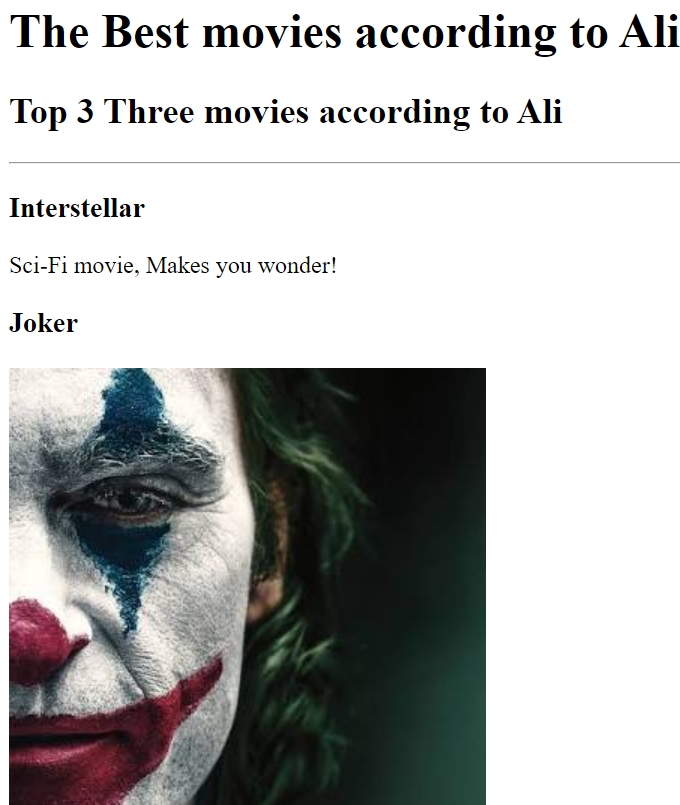 The Best movies according to Ali
Top 3 Three movies according to Ali
Interstellar
Sci-Fi movie, Makes you wonder!
Joker